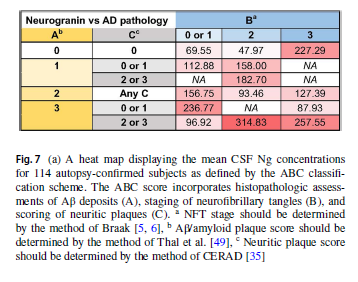 Neurogranin vs AD pathology B^a
A^b C^c 0 or 1 2 3
0 0 69.55 47.97 227.29
1 0 or 1 112.88 158.00 NA
2 or 3 NA 182.70 NA
2 Any C 156.75 93.46 127.39
3 0 or 1 236.77 NA 87.93
2 or 3 96.92 314.83 257.55
Fig. 7 (a) A heat map displaying the mean CSF Ng concentrations
for 114 autopsy-confirmed subjects as defined by the ABC classifi-
cation scheme. The ABC score incorporates histopathologic assess-
ments of Aβ deposits (A), staging of neurofibrillary tangles (B), and
scoring of neuritic plaques (C). ^a NFT stage should be determined
by the method of Braak [5, 6], ^b Aβ/amyloid plaque score should be
determined by the method of Thal et al. [49], ^c Neuritic plaque score
should be determined by the method of CERAD [35]